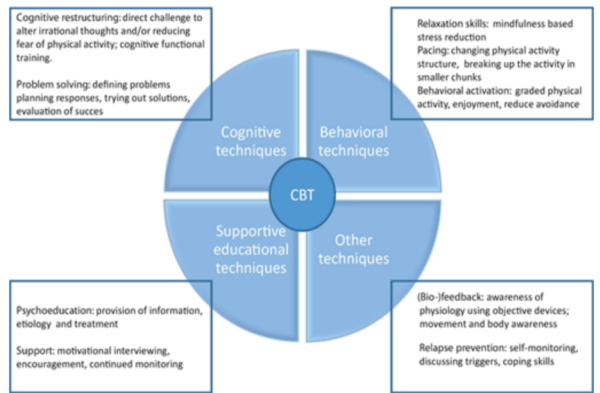 Cognitive restructuring: direct challenge to
alter irrational thoughts and/or reducing
fear of physical activity; cognitive functional
training.
Problem solving: defining problems
planning responses, trying out solutions,
evaluation of succes
Relaxation skills: mindfulness based
stress reduction
Pacing: changing physical activity
structure, breaking up the activity in
smaller chunks
Behavioral activation: graded physical
activity, enjoyment, reduce avoidance
Cognitive
techniques
Behavioral
techniques
CBT
Supportive
educational
techniques
Other
techniques
Psychoeducation: provision of information,
etiology and treatment
Support: motivational interviewing,
encouragement, continued monitoring
(Bio-)feedback: awareness of
physiology using objective devices;
movement and body awareness
Relapse prevention: self-monitoring,
discussing triggers, coping skills